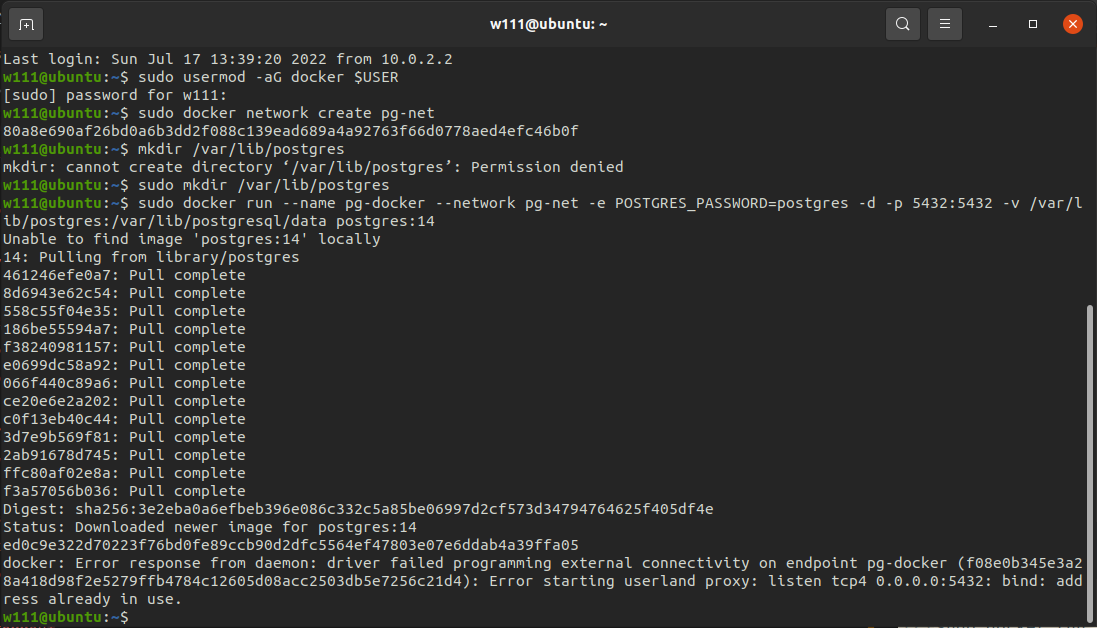 w111@ubuntu: ~
Last login: Sun Jul 17 13:39:20 2022 from 10.0.2.2
w111@ubuntu:~$ sudo usermod -aG docker $USER
[sudo] password for w111:
w111@ubuntu:~$ sudo docker network create pg-net
80a8e690af26bd0a6b3dd2f088c139ead689a4a92763f66d0778aed4efc46b0f
w111@ubuntu:~$ mkdir /var/lib/postgres
mkdir: cannot create directory ‘/var/lib/postgres’: Permission denied
w111@ubuntu:~$ sudo mkdir /var/lib/postgres
w111@ubuntu:~$ sudo docker run --name pg-docker --network pg-net -e POSTGRES_PASSWORD=postgres -d -p 5432:5432 -v /var/l
ib/postgres:/var/lib/postgresql/data postgres:14
Unable to find image 'postgres:14' locally
14: Pulling from library/postgres
461246efe0a7: Pull complete
8d6943e62c54: Pull complete
558c55f04e35: Pull complete
186be55594a7: Pull complete
f38240981157: Pull complete
e0699dc58a92: Pull complete
066f440c89a6: Pull complete
ce20e6e2a202: Pull complete
c0f13eb40c44: Pull complete
3d7e9b569f81: Pull complete
2ab91678d745: Pull complete
ffc80af02e8a: Pull complete
f3a57056b036: Pull complete
Digest: sha256:3e2eba0a6efbeb396e086c332c5a85be06997d2cf573d34794764625f405df4e
Status: Downloaded newer image for postgres:14
ed0c9e322d70223f76bd0fe89ccb90d2dfc5564ef47803e07e6ddab4a39ffa05
docker: Error response from daemon: driver failed programming external connectivity on endpoint pg-docker (f08e0b345e3a2
8a418d98f2e5279ffb4784c12605d08acc2503db5e7256c21d4): Error starting userland proxy: listen tcp4 0.0.0.0:5432: bind: add
ress already in use.
w111@ubuntu:~$